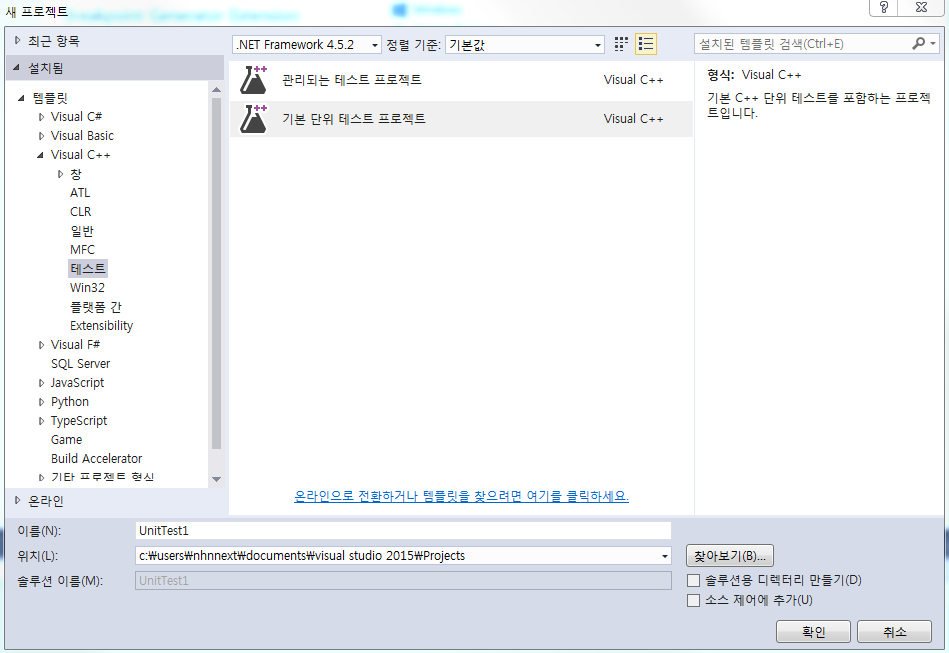 새 프로젝트
최근 항목
설치됨
템플릿
Visual C#
Visual Basic
Visual C++
창
ATL
CLR
일반
MFC
테스트
Win32
플랫폼 간
Extensibility
Visual F#
SQL Server
JavaScript
Python
TypeScript
Game
Build Accelerator
기타 프로젝트 형식
온라인
.NET Framework 4.5.2 정렬 기준: 기본값
관리되는 테스트 프로젝트 Visual C++
기본 단위 테스트 프로젝트 Visual C++
온라인으로 전환하거나 템플릿을 찾으려면 여기를 클릭하세요.
설치된 템플릿 검색(Ctrl+E)
형식: Visual C++
기본 C++ 단위 테스트를 포함하는 프로젝
트입니다.
이름(N): UnitTest1
위치(L): c:₩users₩nhnnext₩documents₩visual studio 2015₩Projects
찾아보기(B)...
솔루션 이름(M): UnitTest1
솔루션용 디렉터리 만들기(D)
소스 제어에 추가(U)
확인 취소